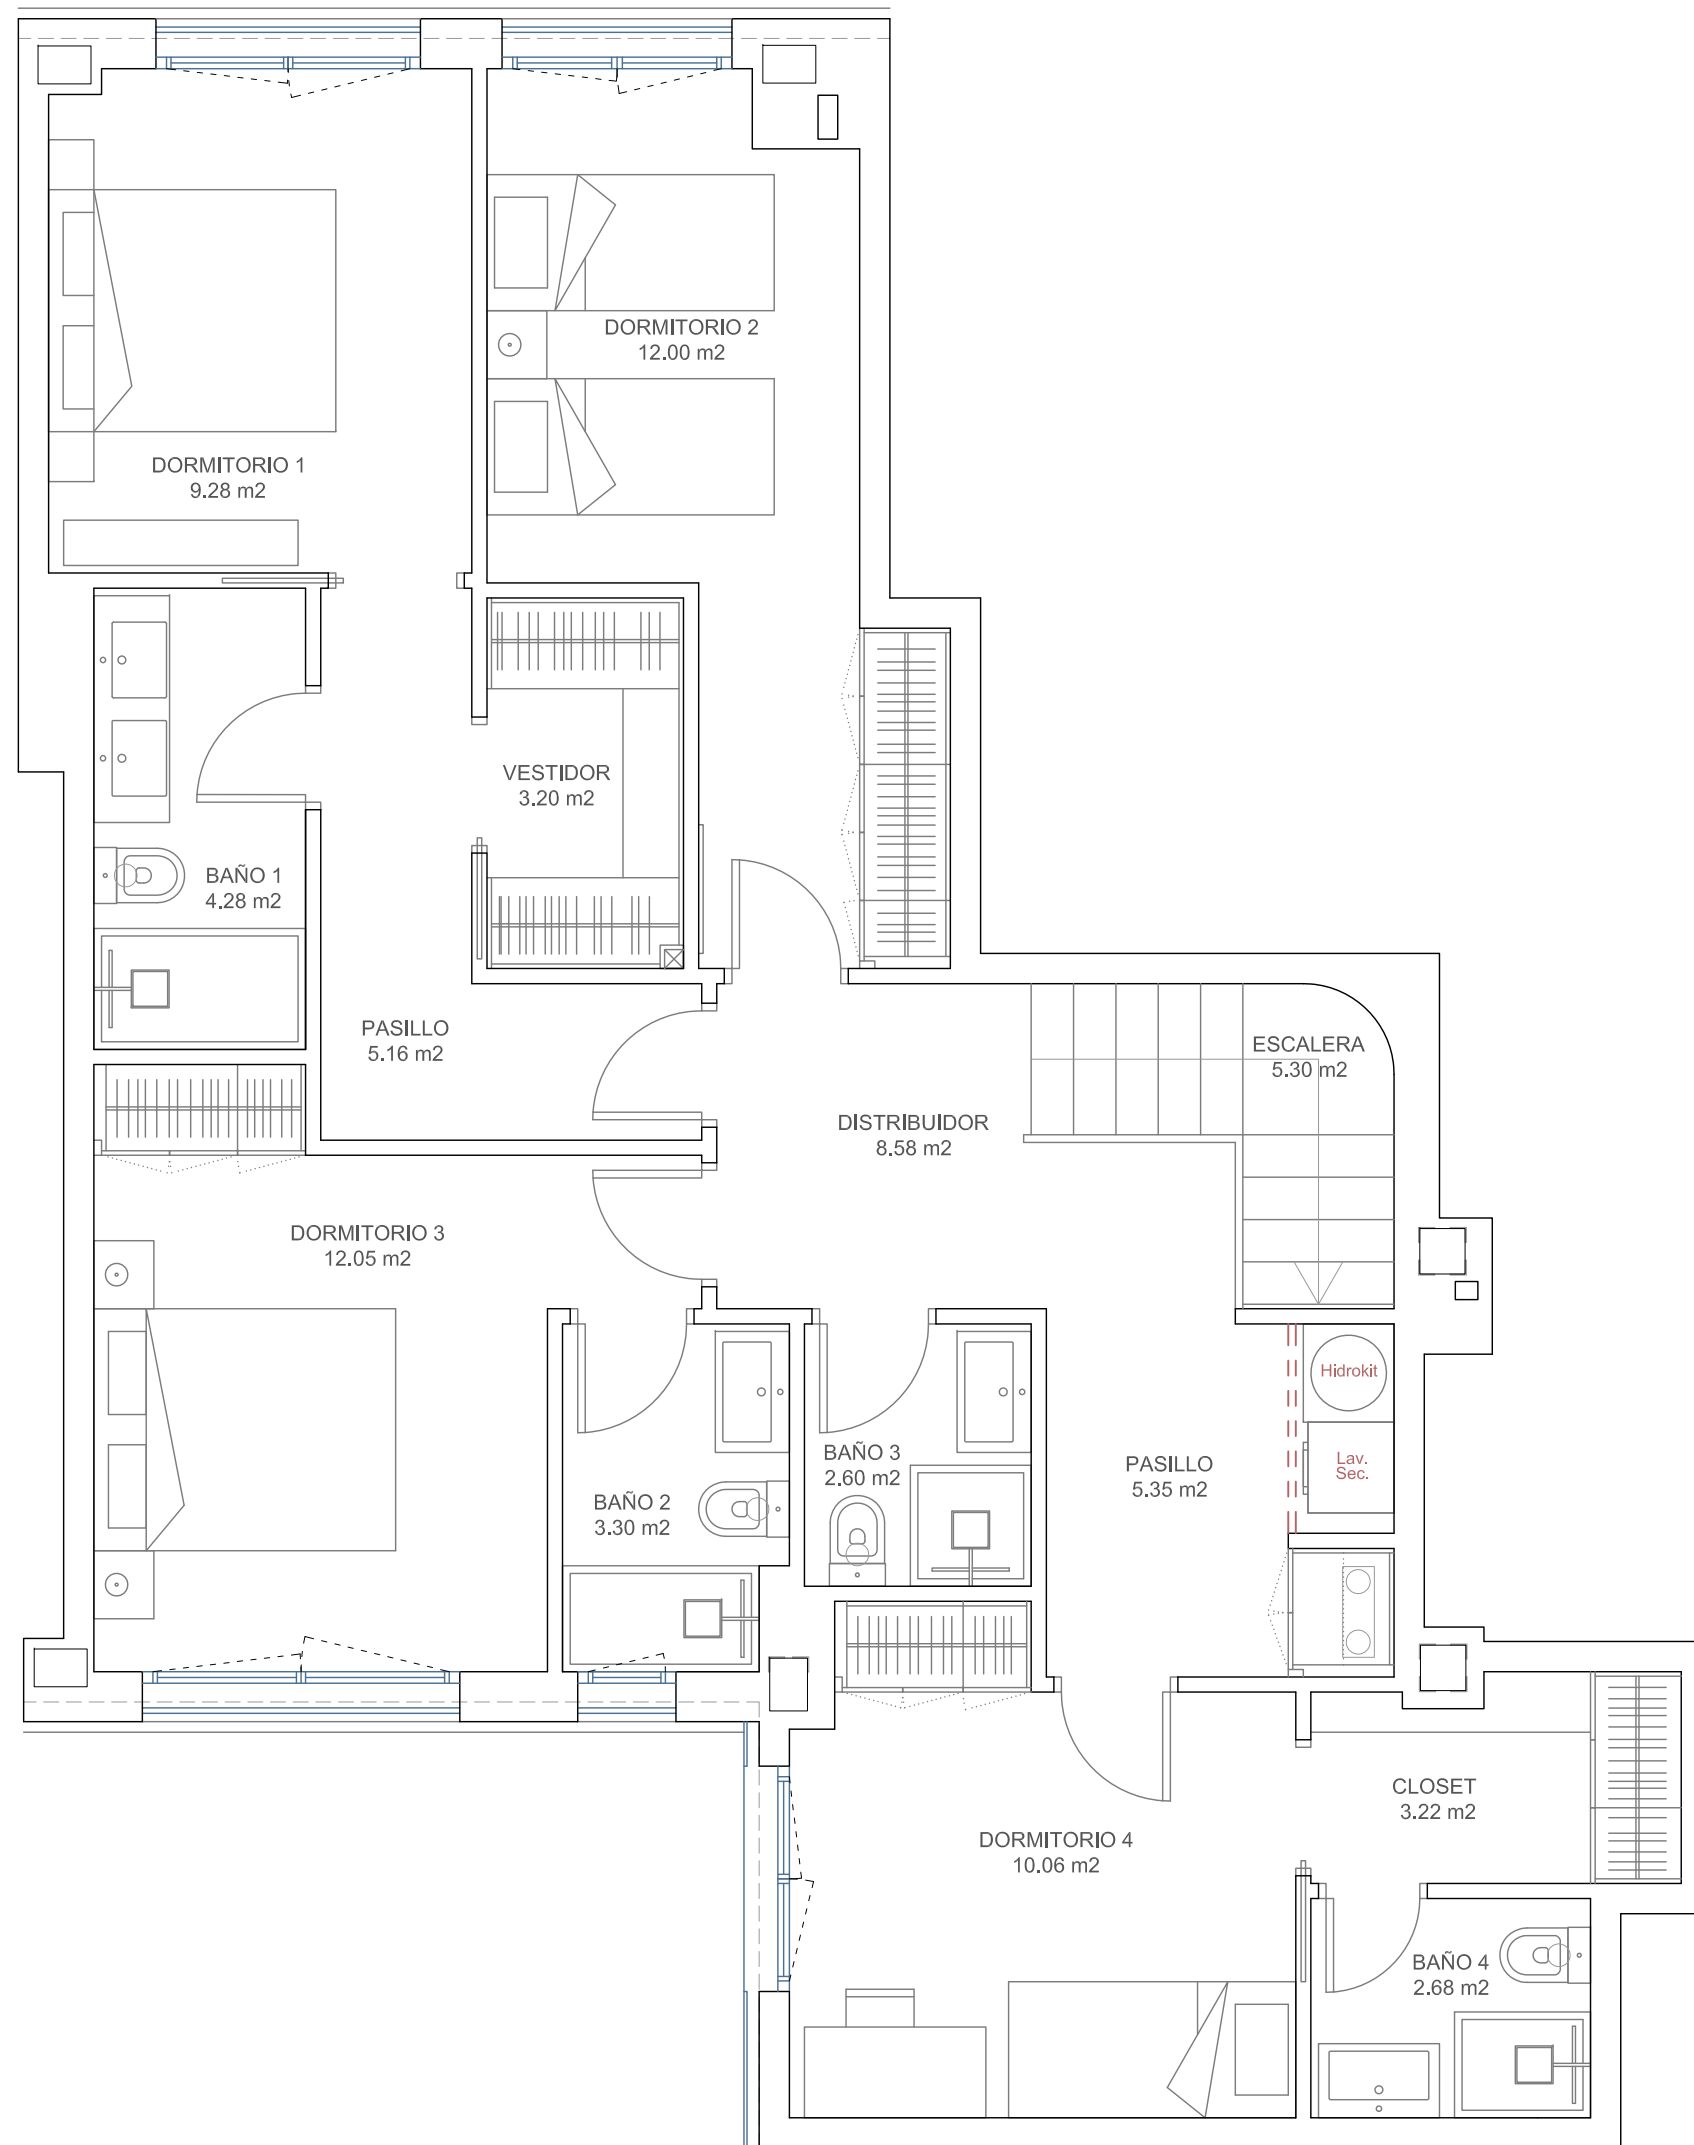 DORMITORIO 2
12.00 m2
DORMITORIO 1
9.28 m2
VESTIDOR
3.20 m2
BAÑO 1
4.28 m2
PASILLO
5.16 m2
ESCALERA
5.30 m2
DISTRIBUIDOR
8.58 m2
DORMITORIO 3
12.05 m2
Hidrokit
BAÑO 3
2.60 m2
PASILLO
5.35 m2
Lav.
Sec.
BAÑO 2
3.30 m2
CLOSET
3.22 m2
DORMITORIO 4
10.06 m2
BAÑO 4
2.68 m2